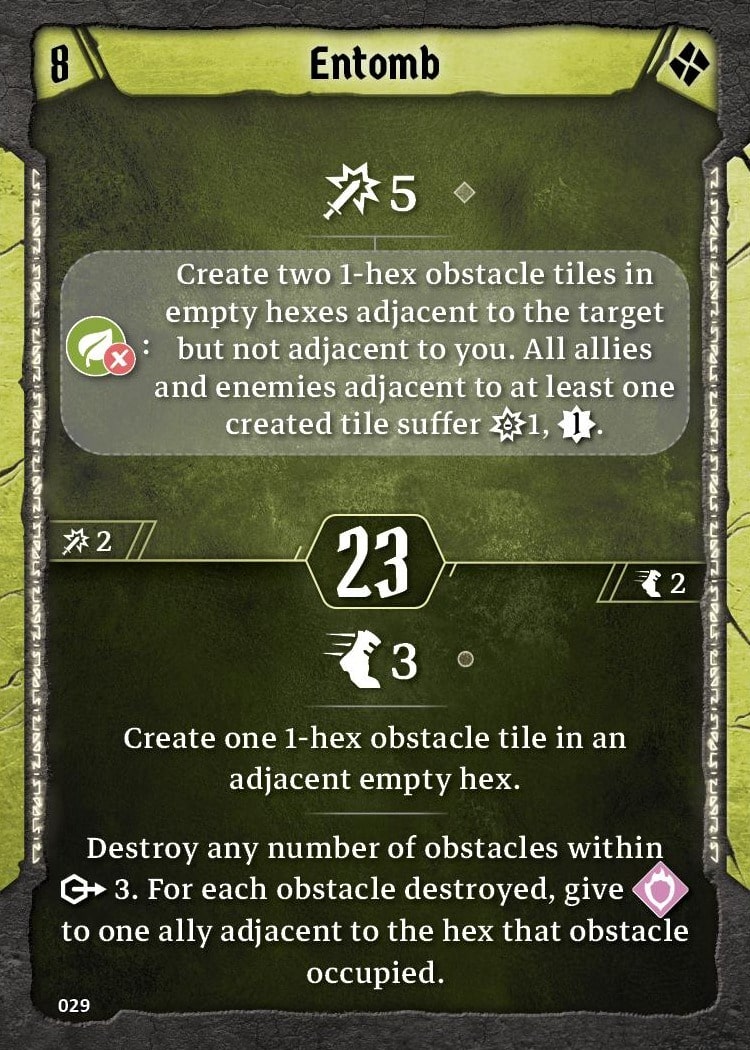 8
Entomb
5
Create two 1-hex obstacle tiles in
empty hexes adjacent to the target
: but not adjacent to you. All allies
and enemies adjacent to at least one
created tile suffer 1, 1.
2
23
2
3
Create one 1-hex obstacle tile in an
adjacent empty hex.
Destroy any number of obstacles within
3. For each obstacle destroyed, give
to one ally adjacent to the hex that obstacle
occupied.
029